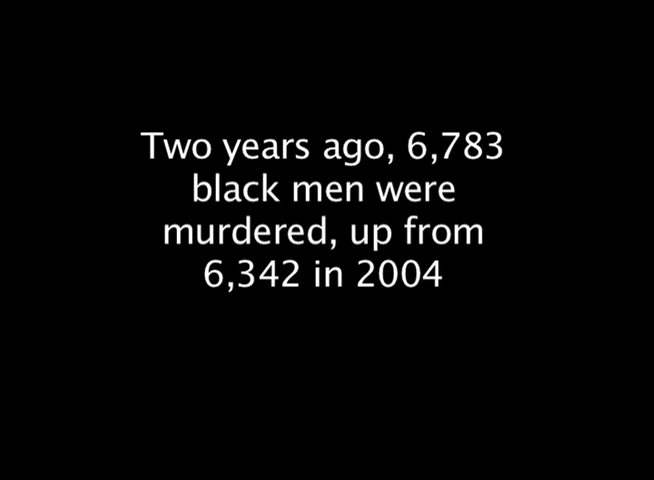 Two years ago, 6,783
black men were
murdered, up from
6,342 in 2004